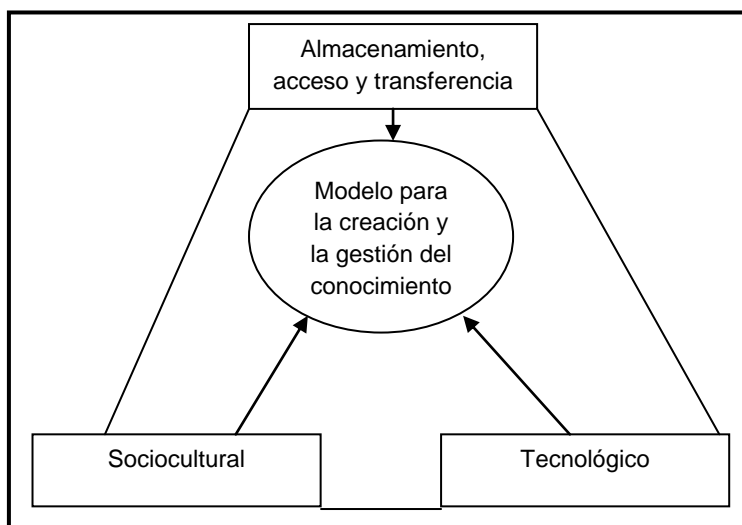 Almacenamiento,
acceso y transferencia
Modelo para
la creación y
la gestión del
conocimiento
Sociocultural
Tecnológico